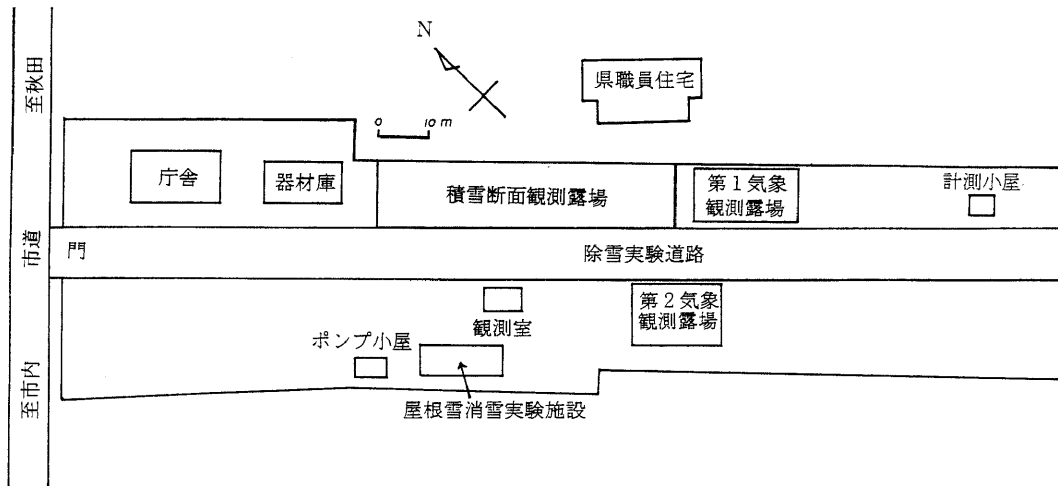 N
至秋田
県職員住宅
0 10 m
庁舎
器材庫
積雪断面観測露場
第1気象
観測露場
計測小屋
市道
門
除雪実験道路
観測室
第2気象
観測露場
ポンプ小屋
至市内
屋根雪消雪実験施設